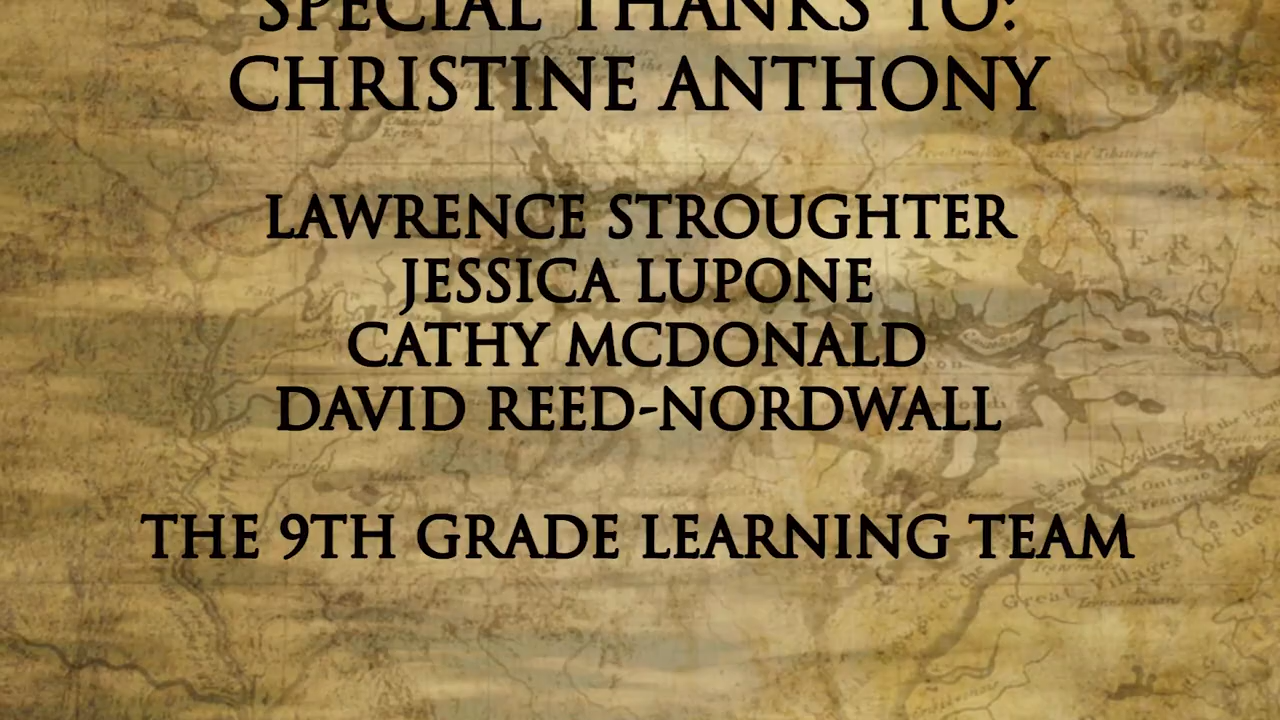 SPECIAL THANKS TO:
CHRISTINE ANTHONY
LAWRENCE STROUGHTER
JESSICA LUPONE
CATHY MCDONALD
DAVID REED-NORDWALL
THE 9TH GRADE LEARNING TEAM